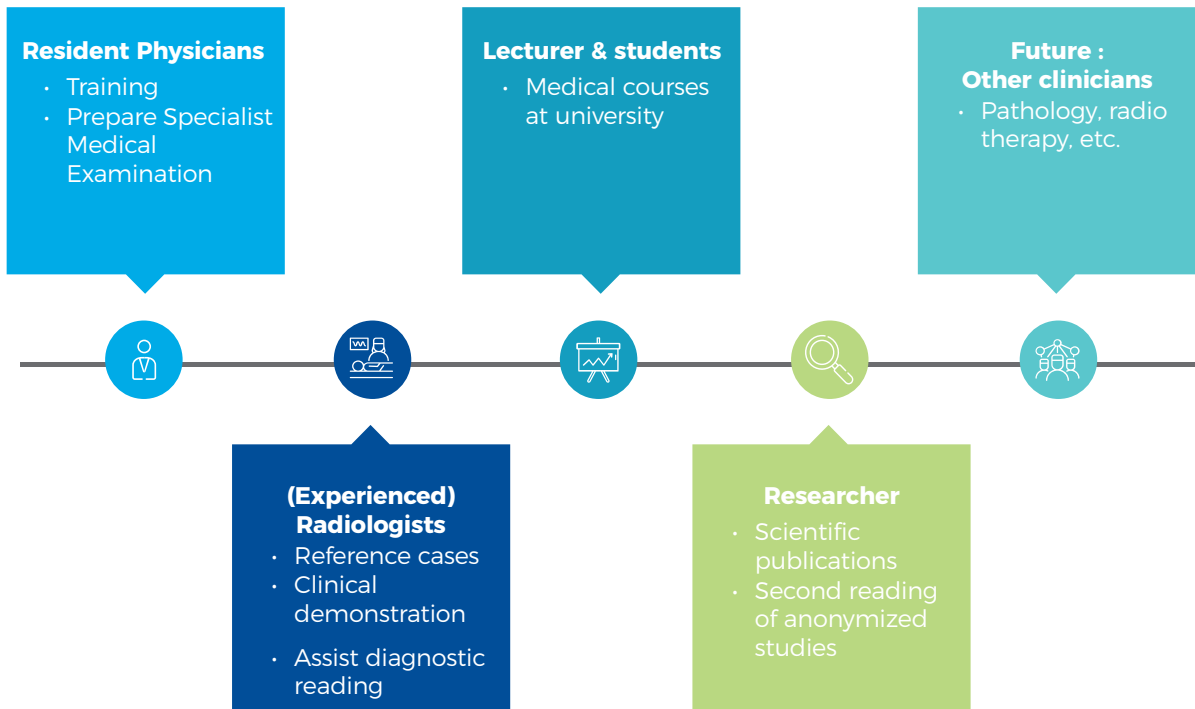 Resident Physicians
· Training
· Prepare Specialist
Medical
Examination
(Experienced)
Radiologists
· Reference cases
· Clinical
demonstration
· Assist diagnostic
reading
Lecturer & students
· Medical courses
at university
Researcher
· Scientific
publications
· Second reading
of anonymized
studies
Future :
Other clinicians
· Pathology, radio
therapy, etc.